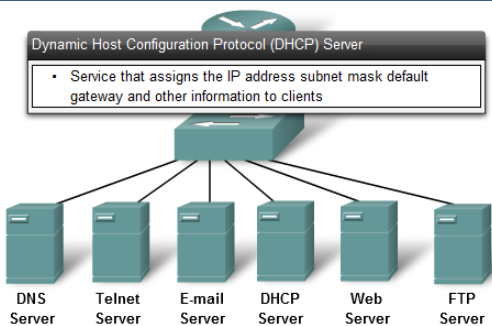 Dynamic Host Configuration Protocol (DHCP) Server
• Service that assigns the IP address subnet mask default
gateway and other information to clients
DNS Server
Telnet Server
E-mail Server
DHCP Server
Web Server
FTP Server